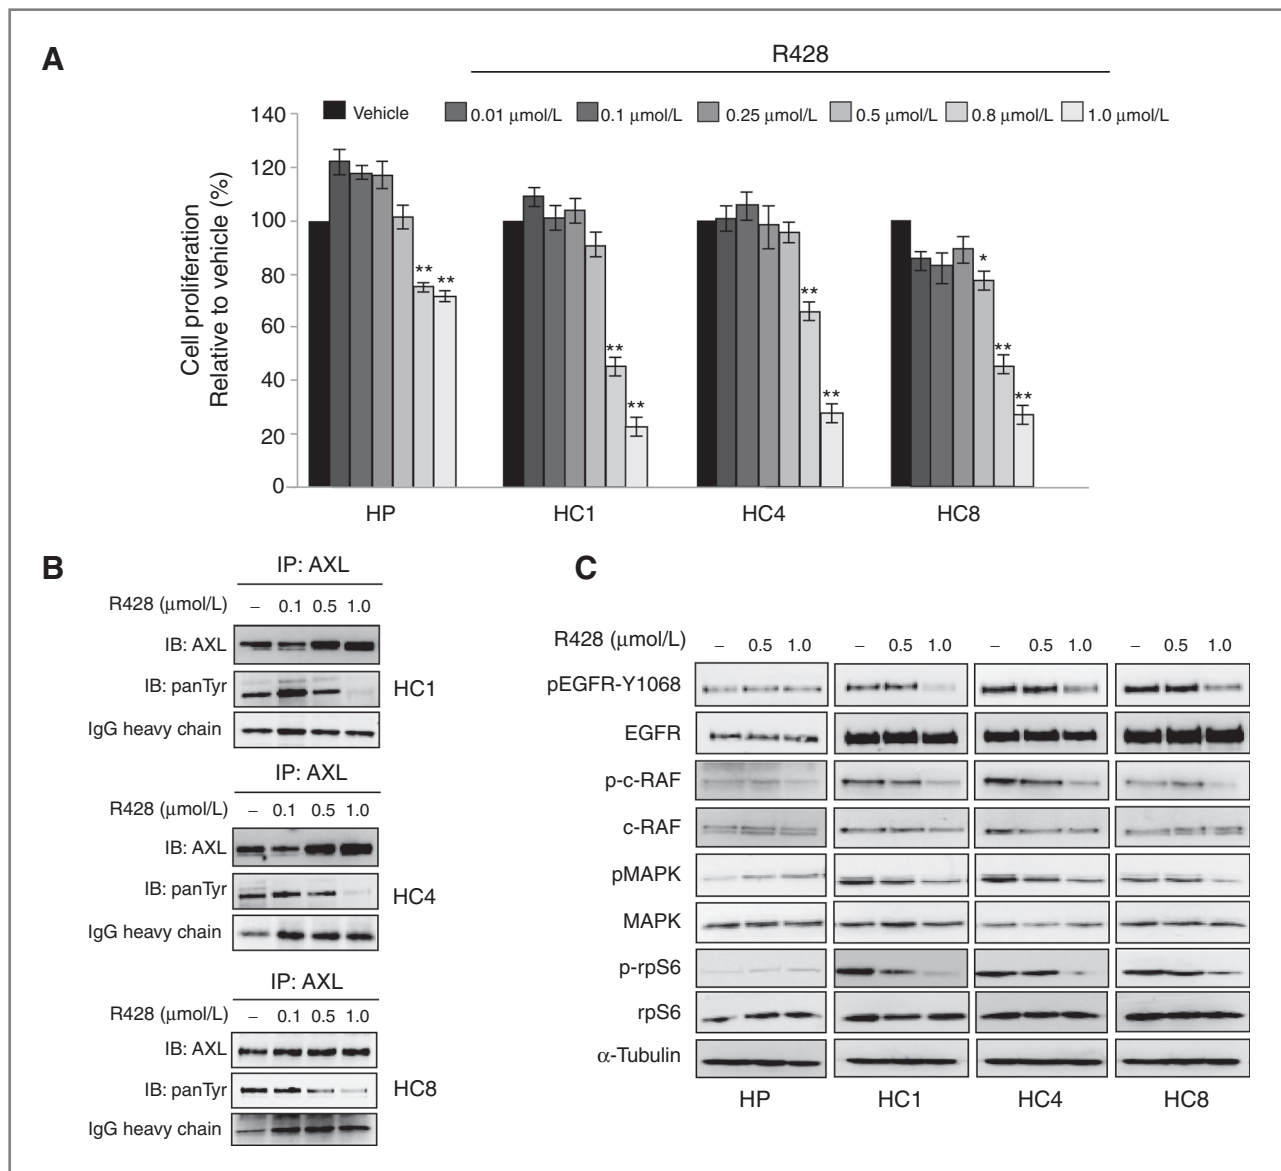 A
R428
Vehicle 0.01 μmol/L 0.1 μmol/L 0.25 μmol/L 0.5 μmol/L 0.8 μmol/L 1.0 μmol/L
Cell proliferation
Relative to vehicle (%)
140
120
100
80
60
40
20
0
** **
** **
** **
* ** **
HP HC1 HC4 HC8
B
IP: AXL
R428 (μmol/L) – 0.1 0.5 1.0
IB: AXL
IB: panTyr HC1
IgG heavy chain
IP: AXL
R428 (μmol/L) – 0.1 0.5 1.0
IB: AXL
IB: panTyr HC4
IgG heavy chain
IP: AXL
R428 (μmol/L) – 0.1 0.5 1.0
IB: AXL
IB: panTyr HC8
IgG heavy chain
C
R428 (μmol/L) – 0.5 1.0 – 0.5 1.0 – 0.5 1.0 – 0.5 1.0
pEGFR-Y1068
EGFR
p-c-RAF
c-RAF
pMAPK
MAPK
p-rpS6
rpS6
α-Tubulin
HP HC1 HC4 HC8